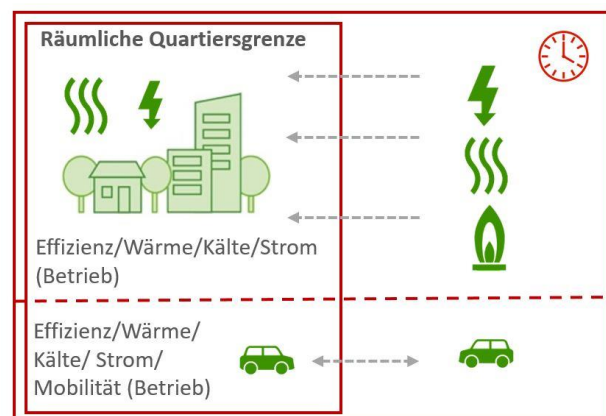 Räumliche Quartiersgrenze
Effizienz/Wärme/Kälte/Strom
(Betrieb)
Effizienz/Wärme/
Kälte/ Strom/
Mobilität (Betrieb)